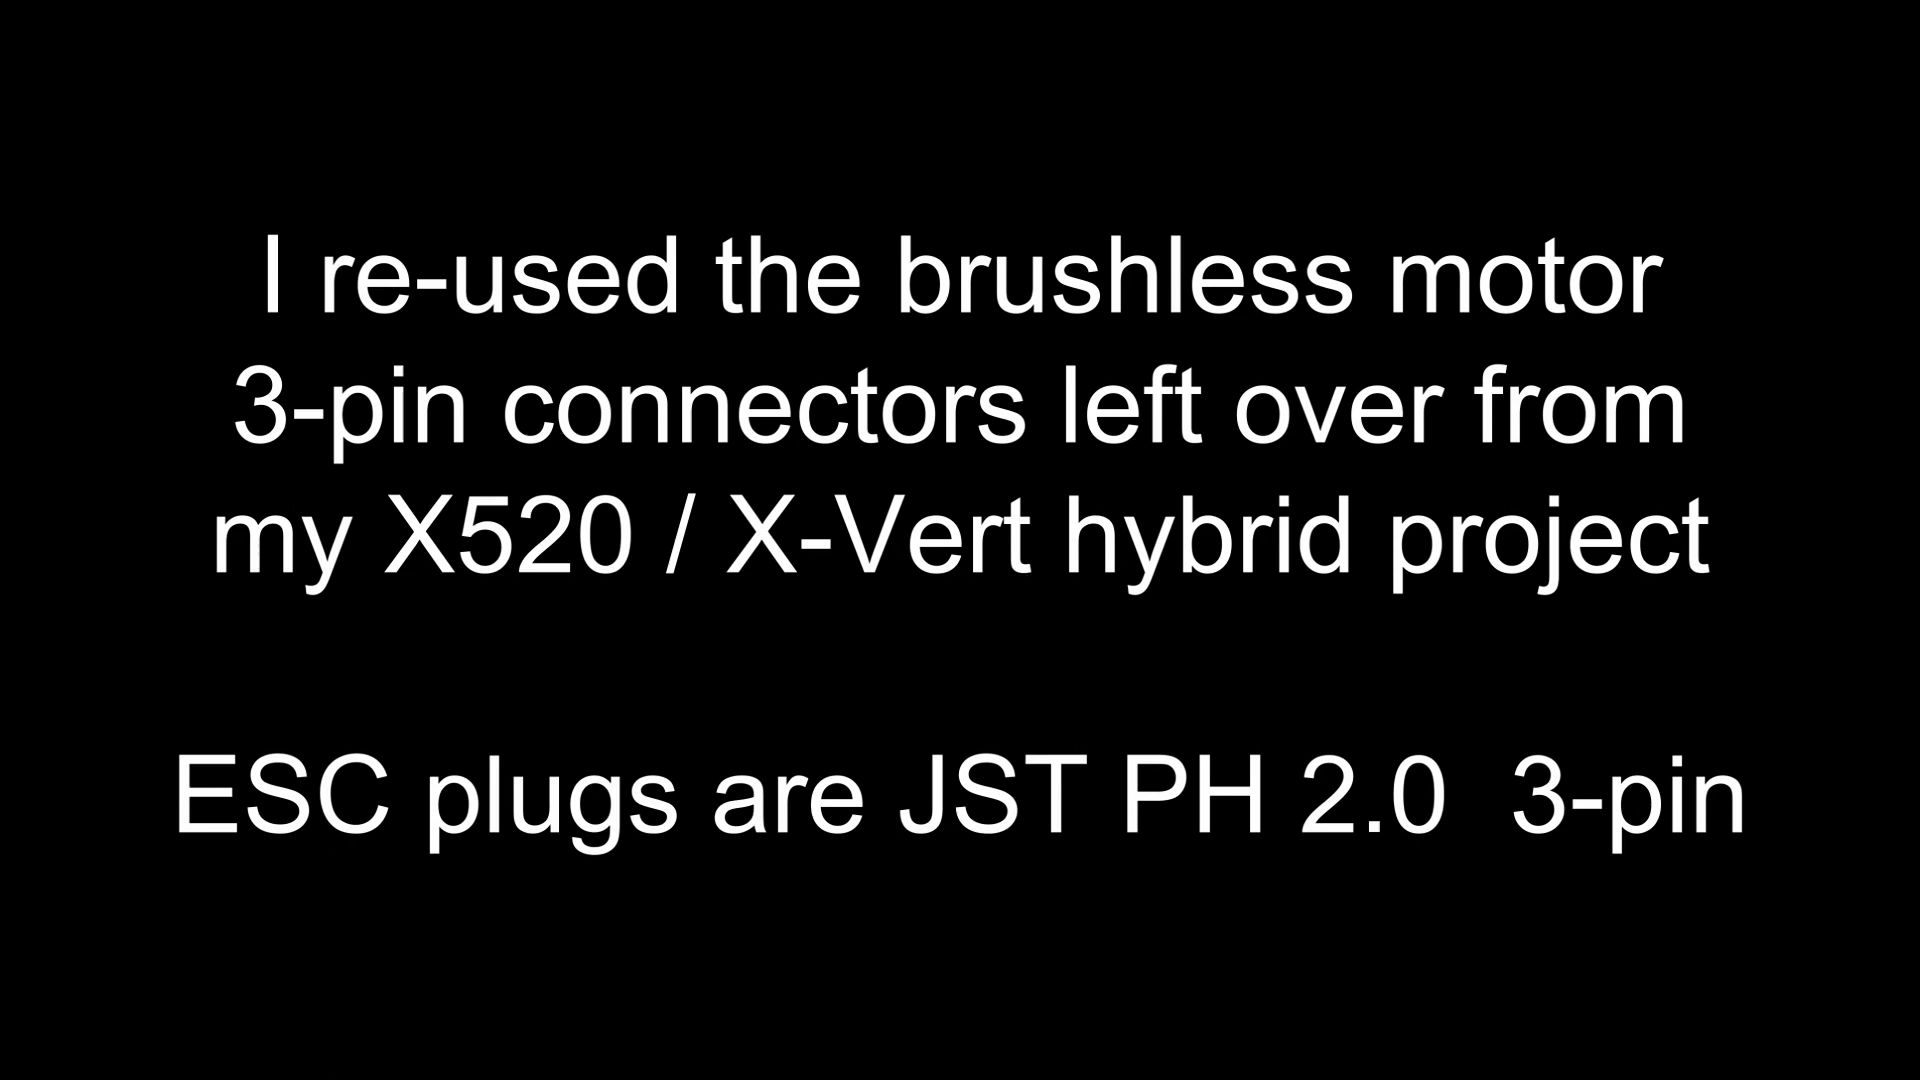 I re-used the brushless motor
3-pin connectors left over from
my X520 / X-Vert hybrid project
ESC plugs are JST PH 2.0  3-pin